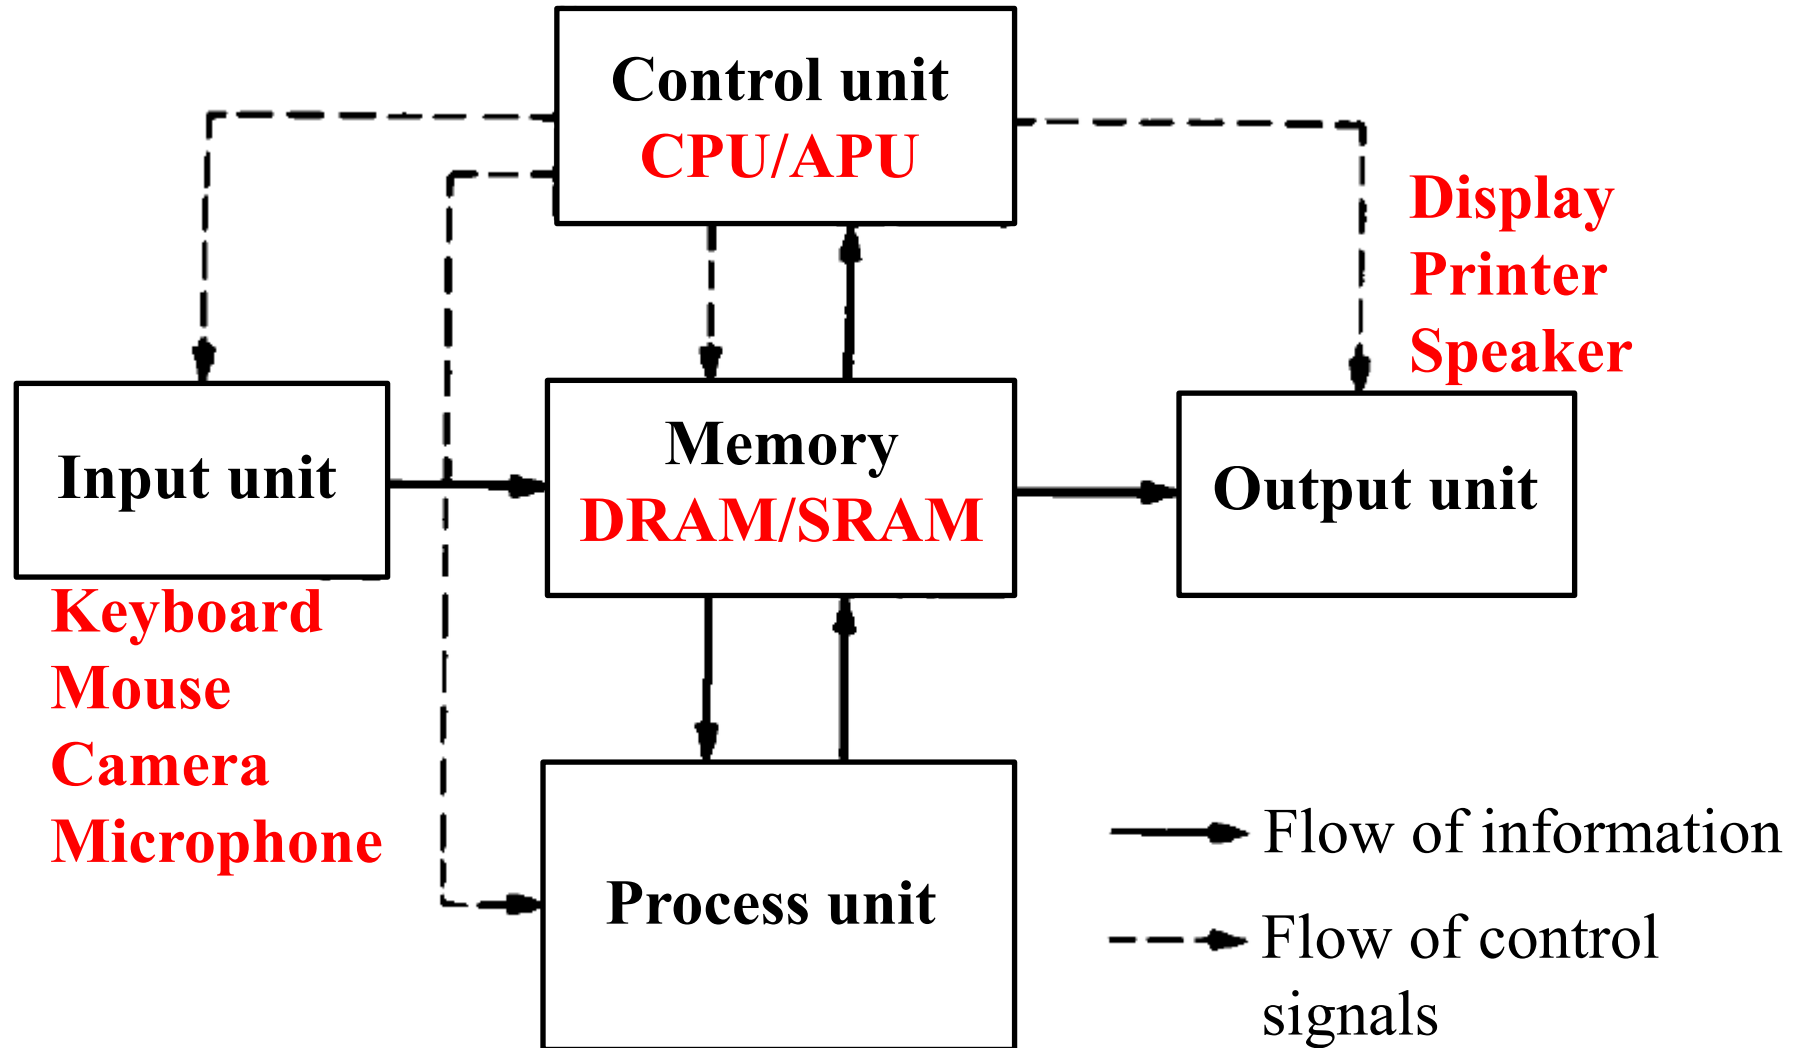 Control unit
CPU/APU
Display
Printer
Speaker
Input unit
Memory
DRAM/SRAM
Output unit
Keyboard
Mouse
Camera
Microphone
Process unit
Flow of information
Flow of control
signals